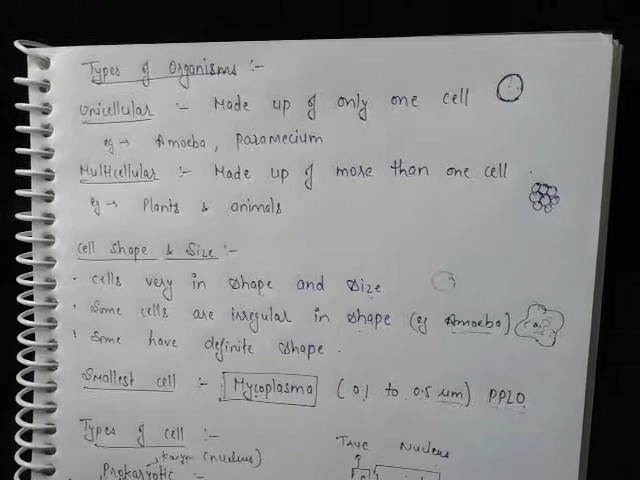 Types of Organisms :-
Unicellular :- Made up of only one cell
eg → Amoeba, paramecium
Multicellular :- Made up of more than one cell.
eg → Plants & animals
Cell Shape & Size :-
· Cells very in shape and size
· Some cells are irregular in shape (eg Amoeba)
· Some have definite shape.
Smallest cell :- Mycoplasma (0.1 to 0.5 μm) PPLO
Types of cell :-
→ Karyn (nucleus)
True Nucleus
Prokaryotic :-